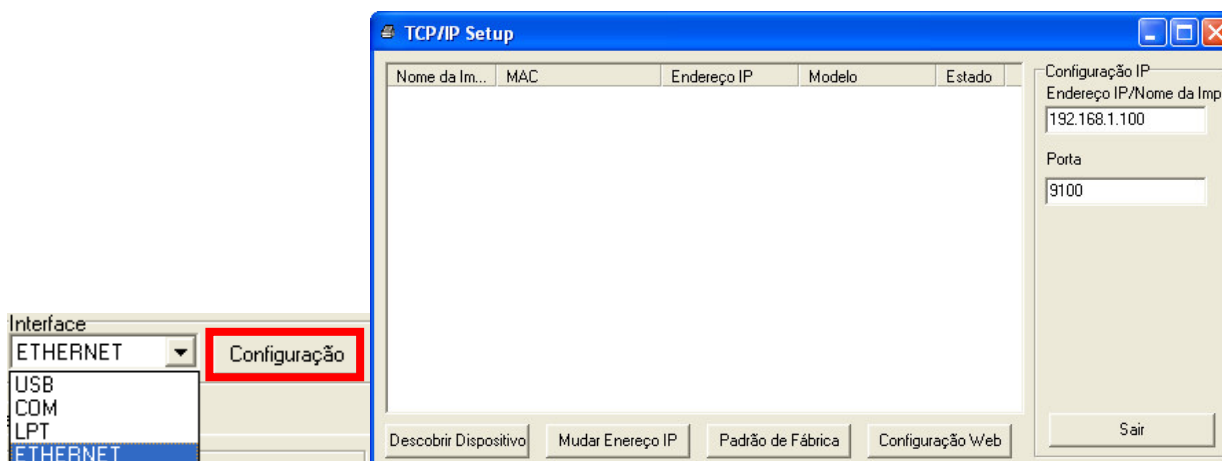 Interface
ETHERNET
Configuração
USB
COM
LPT
ETHERNET
TCP/IP Setup
Nome da Im... MAC Endereço IP Modelo Estado
Configuração IP
Endereço IP/Nome da Imp
192.168.1.100
Porta
9100
Descobrir Dispositivo Mudar Enereço IP Padrão de Fábrica Configuração Web
Sair